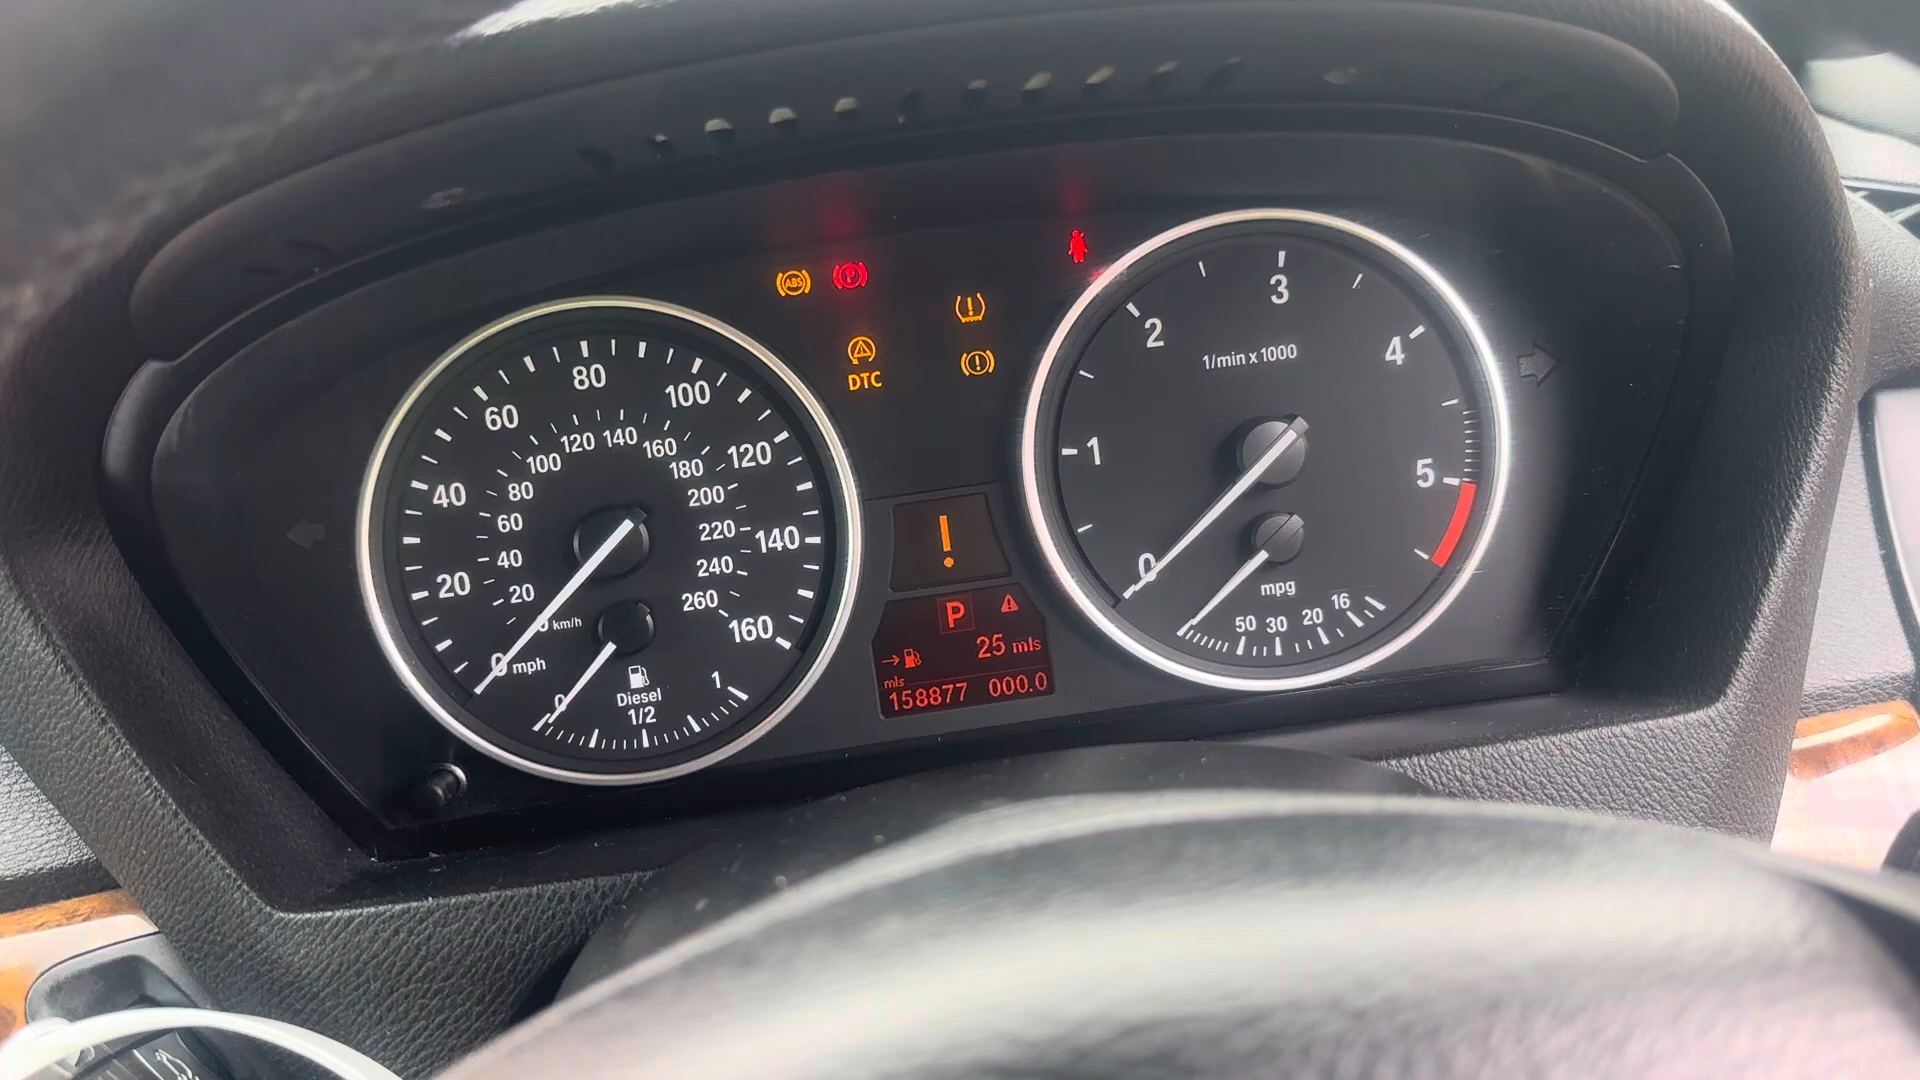 ABS
P
DTC
20
40
60
80
100
120
140
160
20
40
60
80
100
120
140
160
180
200
220
240
260
km/h
0 mph
0
Diesel
1/2
1
!
P
25 mls
mls
158877 000.0
0
1
2
3
4
5
1/min x 1000
mpg
50 30 20 16